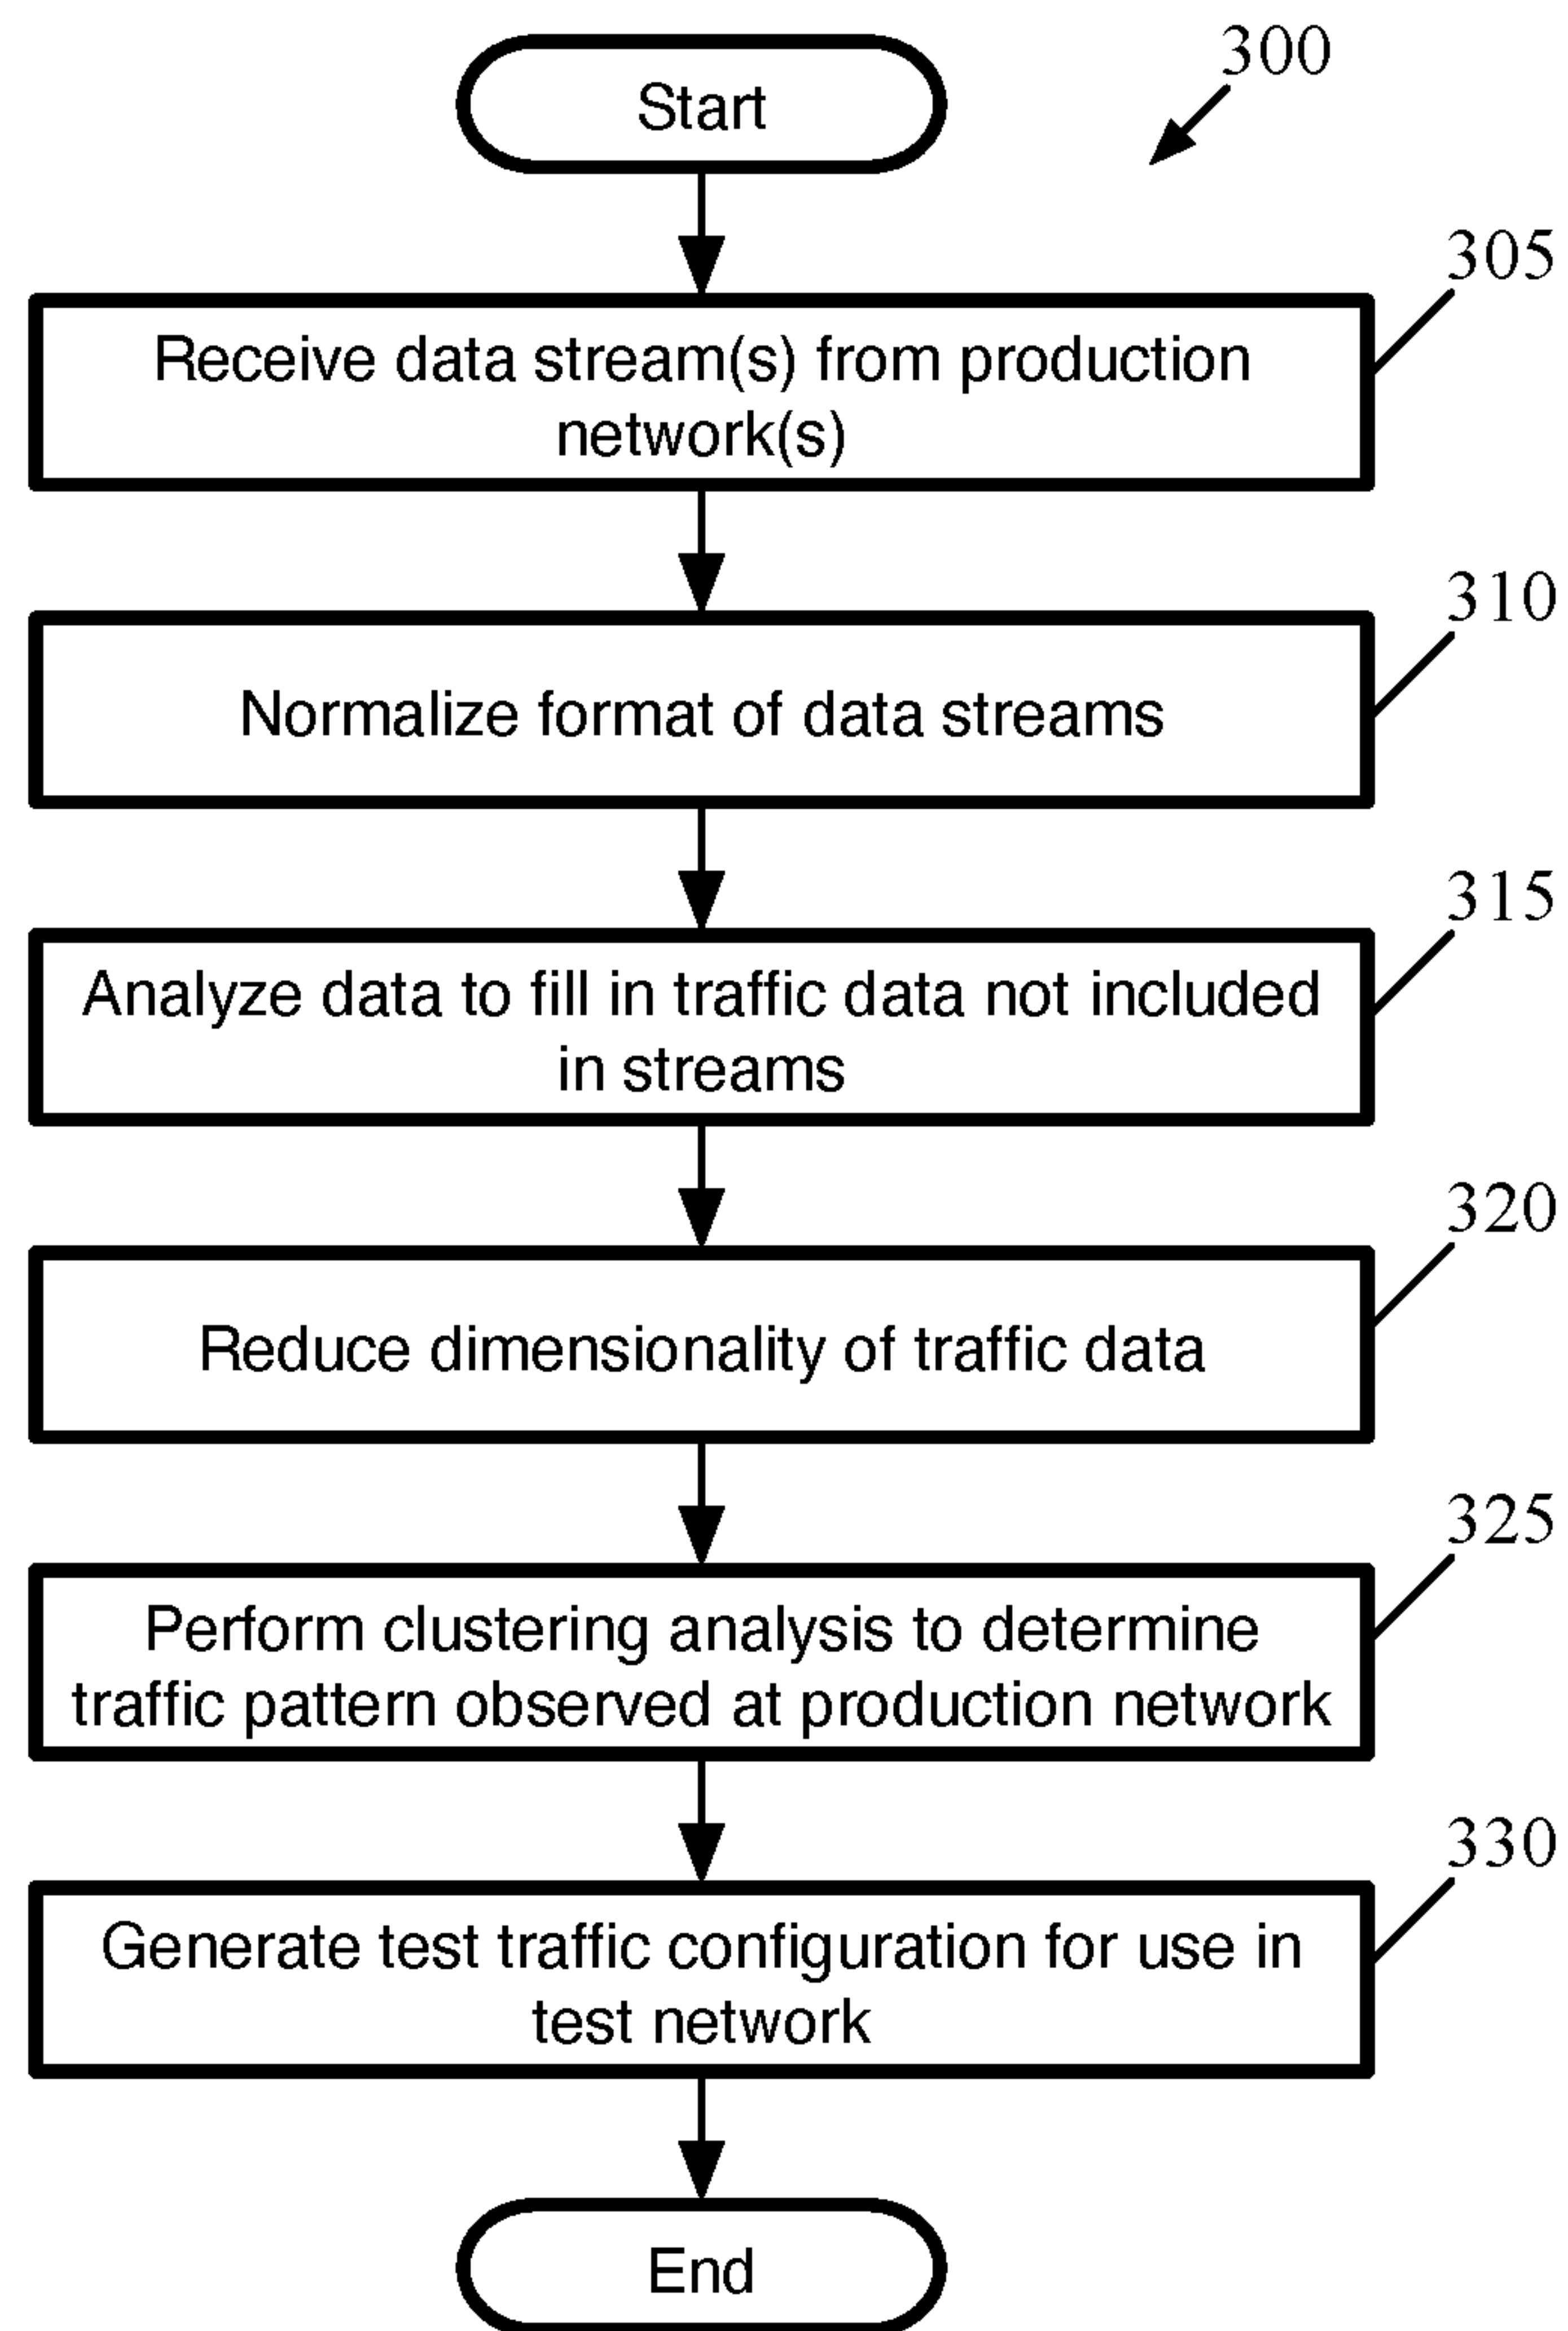 Start
300
305
Receive data stream(s) from production
network(s)
310
Normalize format of data streams
315
Analyze data to fill in traffic data not included
in streams
320
Reduce dimensionality of traffic data
325
Perform clustering analysis to determine
traffic pattern observed at production network
330
Generate test traffic configuration for use in
test network
End